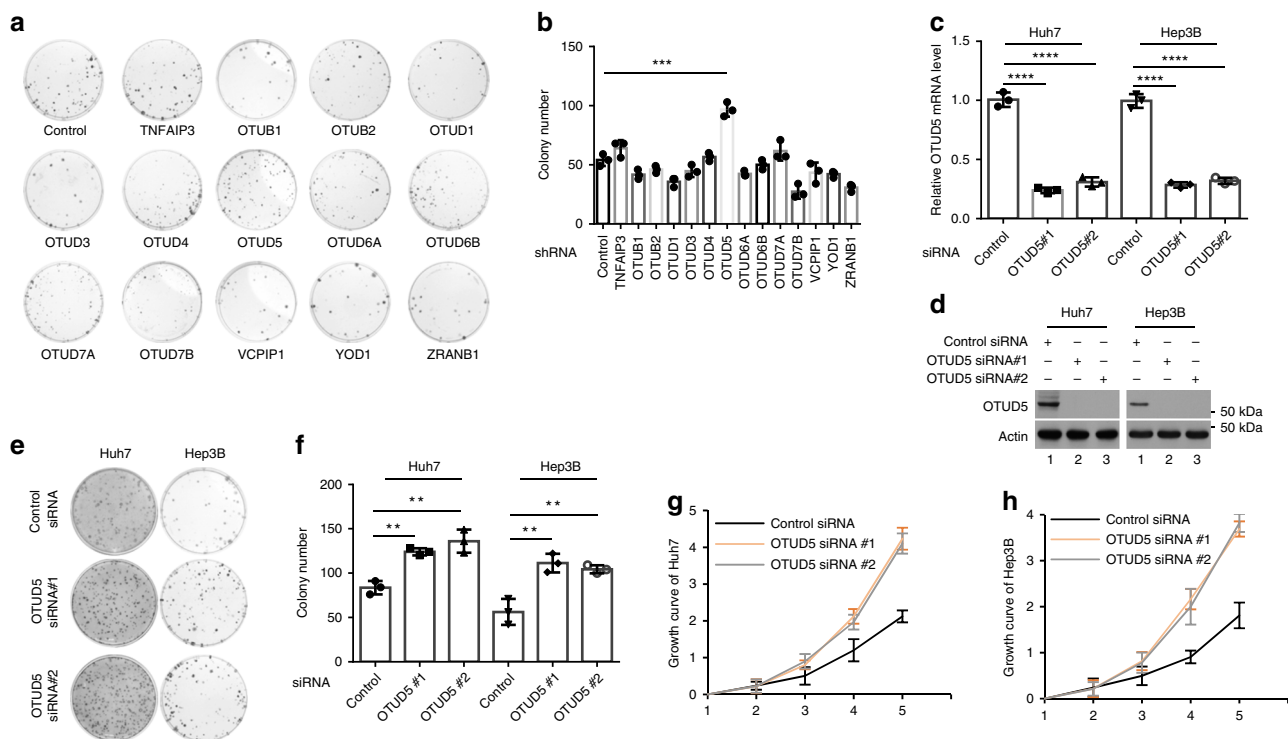 a
Control TNFAIP3 OTUB1 OTUB2 OTUD1
OTUD3 OTUD4 OTUD5 OTUD6A OTUD6B
OTUD7A OTUD7B VCPIP1 YOD1 ZRANB1
b
150
100
50
0
Colony number
***
shRNA
Control TNFAIP3 OTUB1 OTUB2 OTUD1 OTUD3 OTUD4 OTUD5 OTUD6A OTUD6B OTUD7A OTUD7B VCPIP1 YOD1 ZRANB1
c
Huh7 Hep3B
**** ****
**** ****
1.5
1.0
0.5
0.0
Relative OTUD5 mRNA level
siRNA
Control OTUD5#1 OTUD5#2 Control OTUD5#1 OTUD5#2
d
Huh7 Hep3B
Control siRNA + – – + – –
OTUD5 siRNA#1 – + – – + –
OTUD5 siRNA#2 – – + – – +
OTUD5
50 kDa
50 kDa
Actin
1 2 3 1 2 3
e
Huh7 Hep3B
Control
siRNA
OTUD5
siRNA#1
OTUD5
siRNA#2
f
Huh7 Hep3B
** **
** **
200
150
100
50
0
Colony number
siRNA
Control OTUD5 #1 OTUD5 #2 Control OTUD5 #1 OTUD5 #2
g
Control siRNA
OTUD5 siRNA #1
OTUD5 siRNA #2
5
4
3
2
1
0
Growth curve of Huh7
1 2 3 4 5
h
Control siRNA
OTUD5 siRNA #1
OTUD5 siRNA #2
4
3
2
1
0
Growth curve of Hep3B
1 2 3 4 5